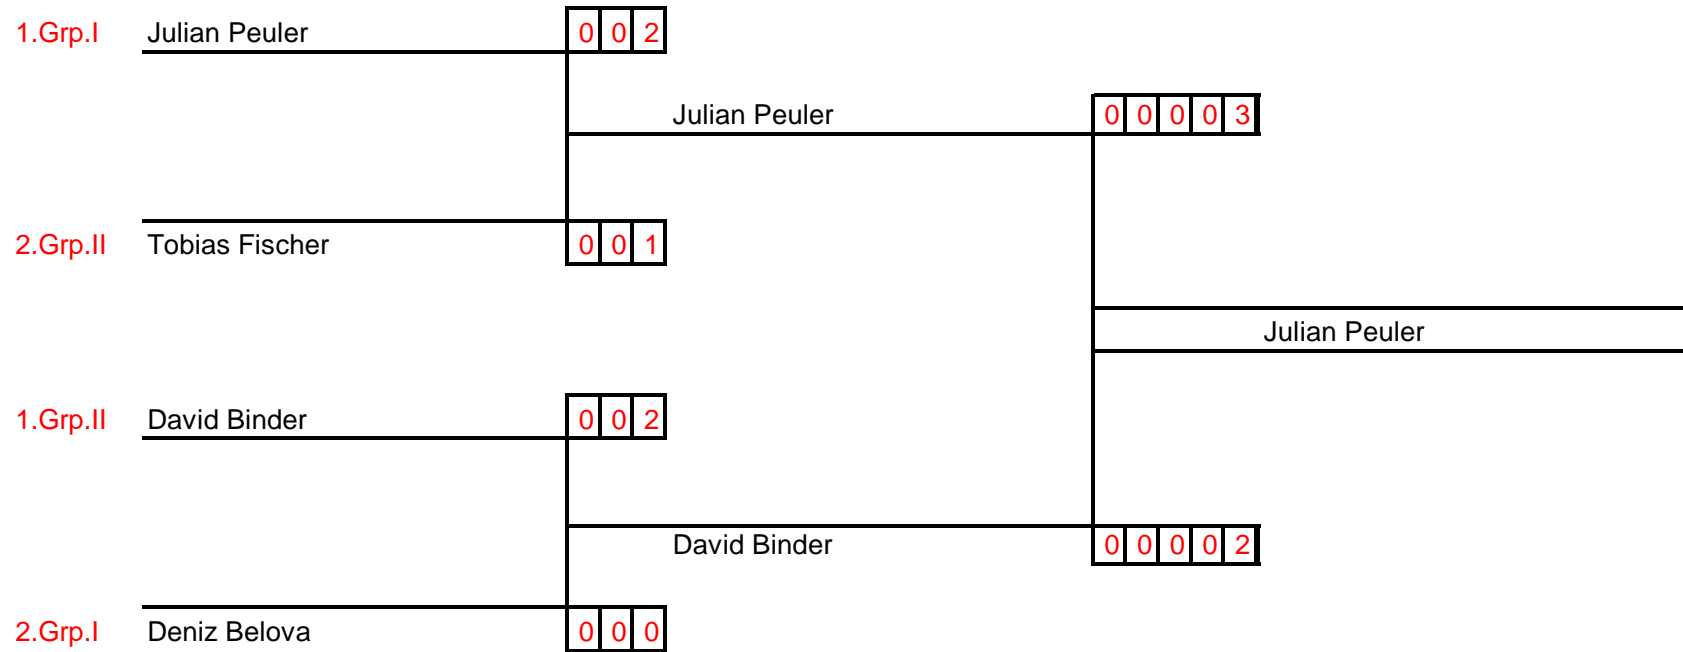 1.Grp.I Julian Peuler 0 0 2
Julian Peuler 0 0 0 0 3
2.Grp.II Tobias Fischer 0 0 1
Julian Peuler
1.Grp.II David Binder 0 0 2
David Binder 0 0 0 0 2
2.Grp.I Deniz Belova 0 0 0